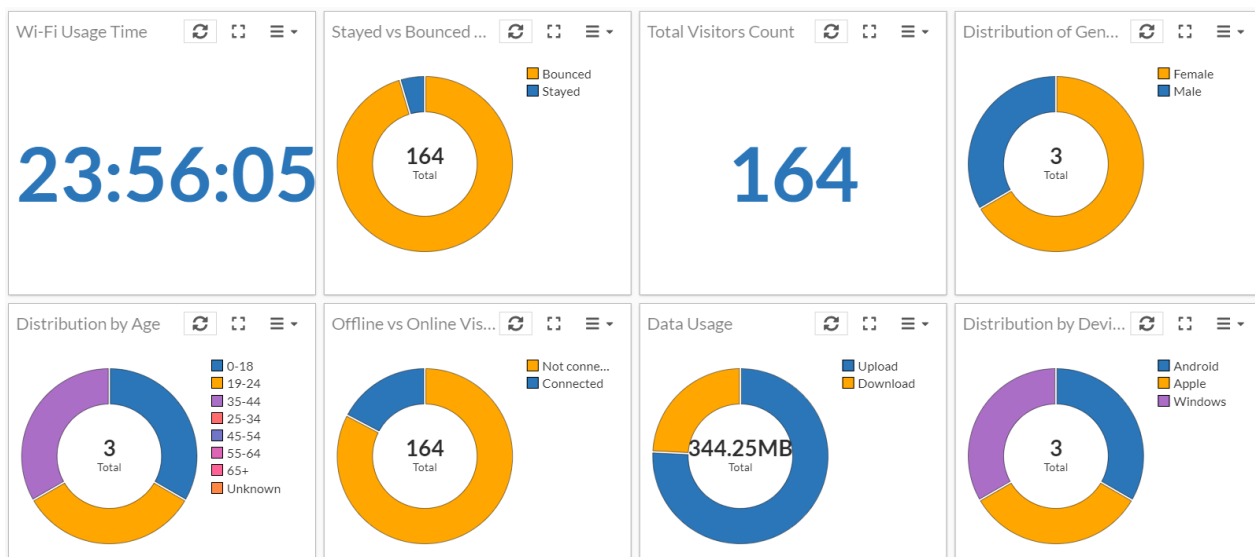 Wi-Fi Usage Time
23:56:05
Stayed vs Bounced ...
Bounced
Stayed
164
Total
Total Visitors Count
164
Distribution of Gen...
Female
Male
3
Total
Distribution by Age
0-18
19-24
35-44
25-34
45-54
55-64
65+
Unknown
3
Total
Offline vs Online Vis...
Not conne...
Connected
164
Total
Data Usage
Upload
Download
344.25MB
Total
Distribution by Devi...
Android
Apple
Windows
3
Total